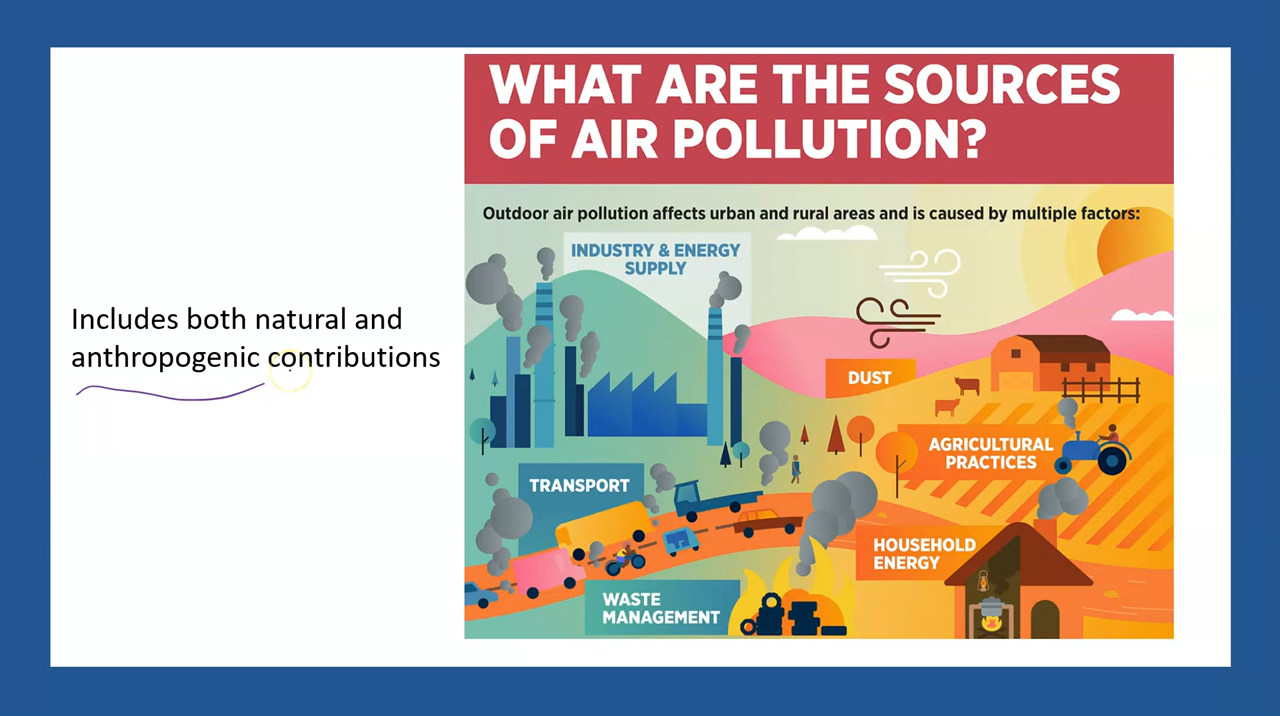 Includes both natural and
anthropogenic contributions
WHAT ARE THE SOURCES
OF AIR POLLUTION?
Outdoor air pollution affects urban and rural areas and is caused by multiple factors:
INDUSTRY & ENERGY
SUPPLY
DUST
AGRICULTURAL
PRACTICES
TRANSPORT
HOUSEHOLD
ENERGY
WASTE
MANAGEMENT